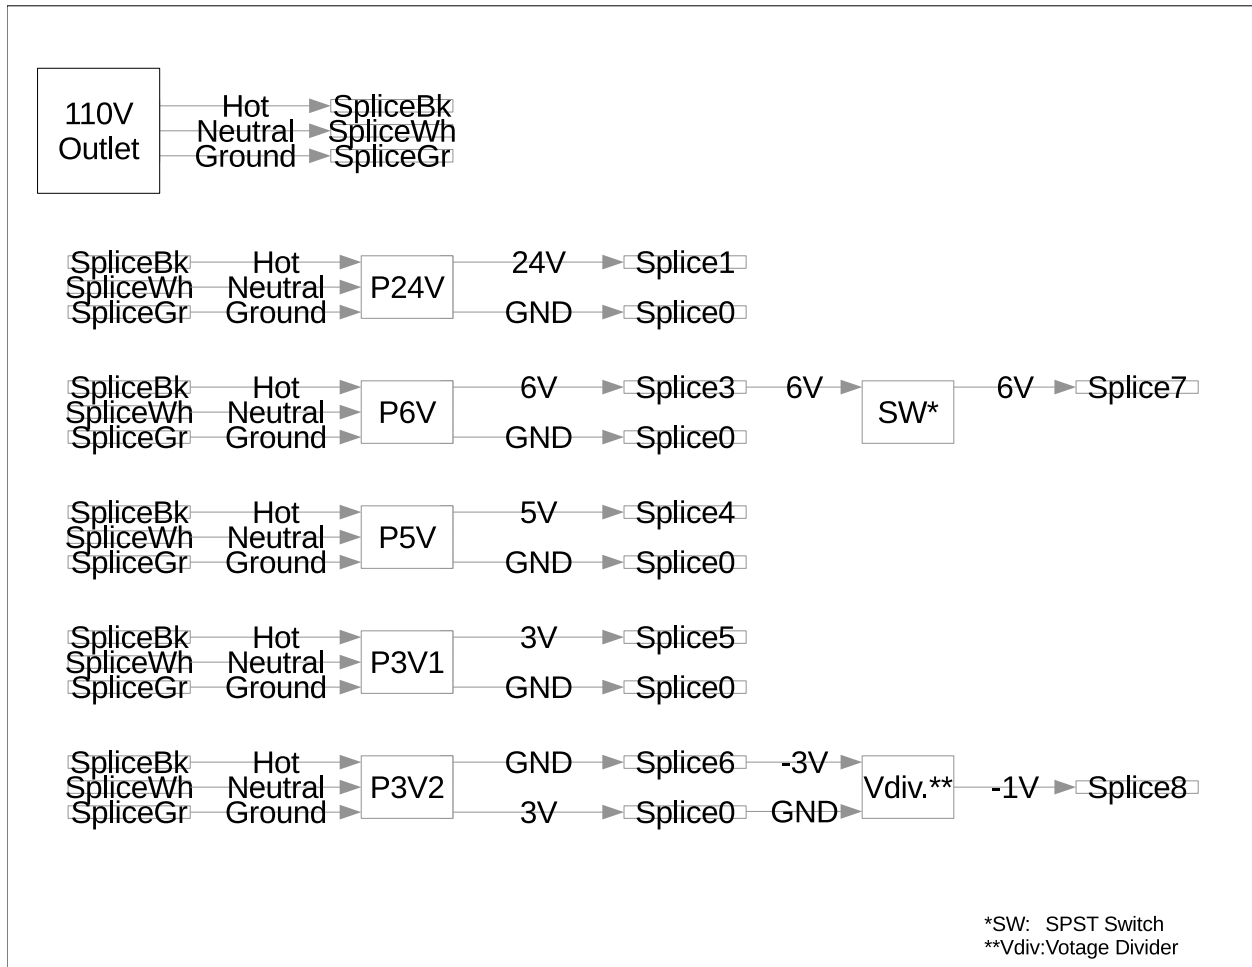 110V
Outlet
Hot SpliceBk
Neutral SpliceWh
Ground SpliceGr
SpliceBk Hot 24V Splice1
SpliceWh Neutral P24V
SpliceGr Ground GND Splice0
SpliceBk Hot 6V Splice3 6V 6V Splice7
SpliceWh Neutral P6V SW*
SpliceGr Ground GND Splice0
SpliceBk Hot 5V Splice4
SpliceWh Neutral P5V
SpliceGr Ground GND Splice0
SpliceBk Hot 3V Splice5
SpliceWh Neutral P3V1
SpliceGr Ground GND Splice0
SpliceBk Hot GND Splice6 -3V
SpliceWh Neutral P3V2 Vdiv.** -1V Splice8
SpliceGr Ground 3V Splice0 GND
*SW: SPST Switch
**Vdiv:Votage Divider